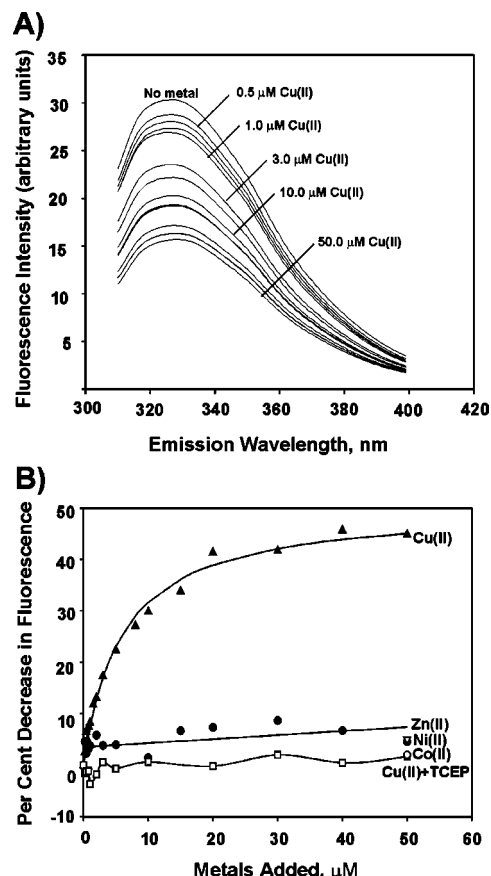 A)
Fluorescence Intensity (arbitrary units)
35
30
25
20
15
10
5
No metal
0.5 µM Cu(II)
1.0 µM Cu(II)
3.0 µM Cu(II)
10.0 µM Cu(II)
50.0 µM Cu(II)
300 320 340 360 380 400 420
Emission Wavelength, nm
B)
Per Cent Decrease in Fluorescence
50
40
30
20
10
0
-10
Cu(II)
Zn(II)
Ni(II)
Co(II)
Cu(II)+TCEP
0 10 20 30 40 50 60
Metals Added, µM